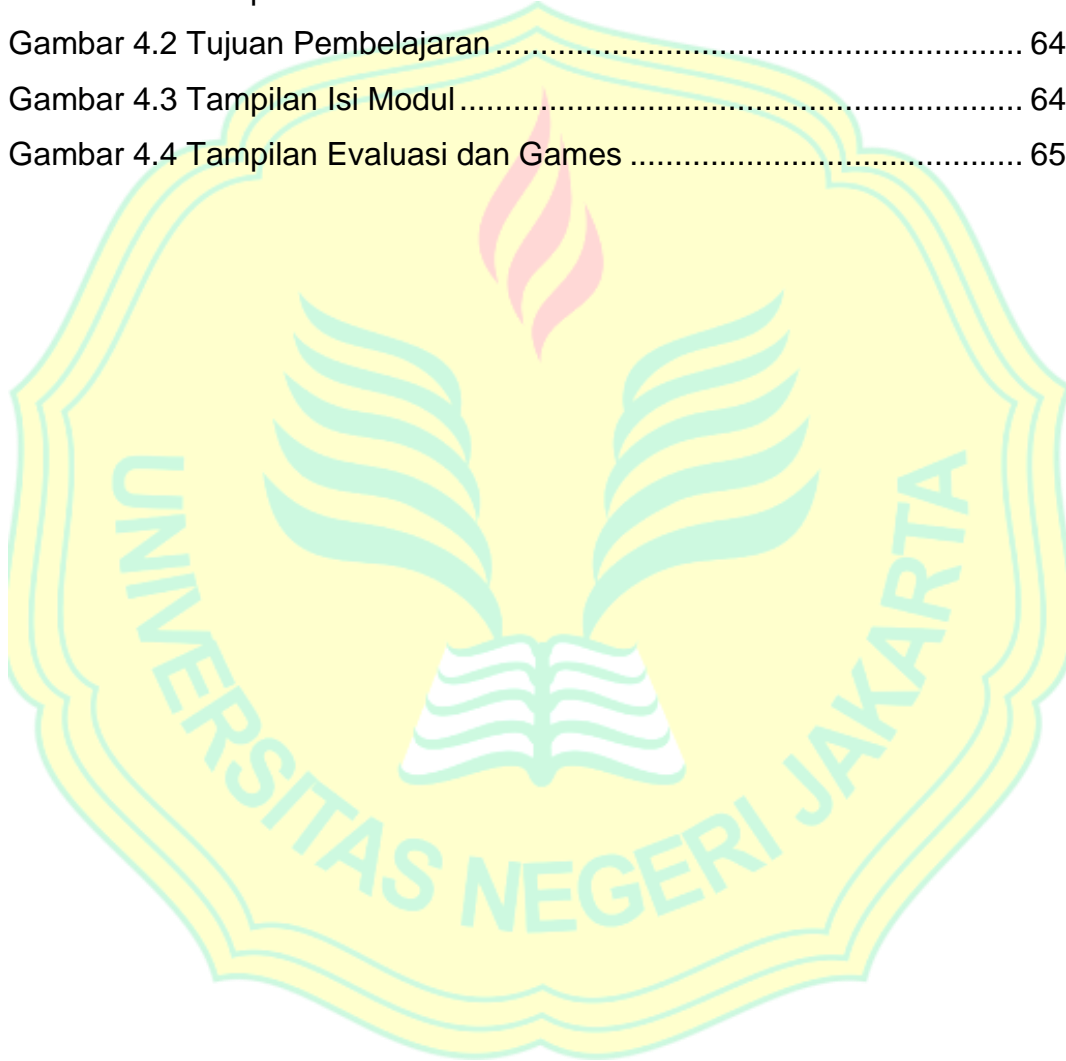 Gambar 4.2 Tujuan Pembelajaran ........................................................... 64
Gambar 4.3 Tampilan Isi Modul ............................................................... 64
Gambar 4.4 Tampilan Evaluasi dan Games ............................................ 65
UNIVERSITAS NEGERI JAKARTA